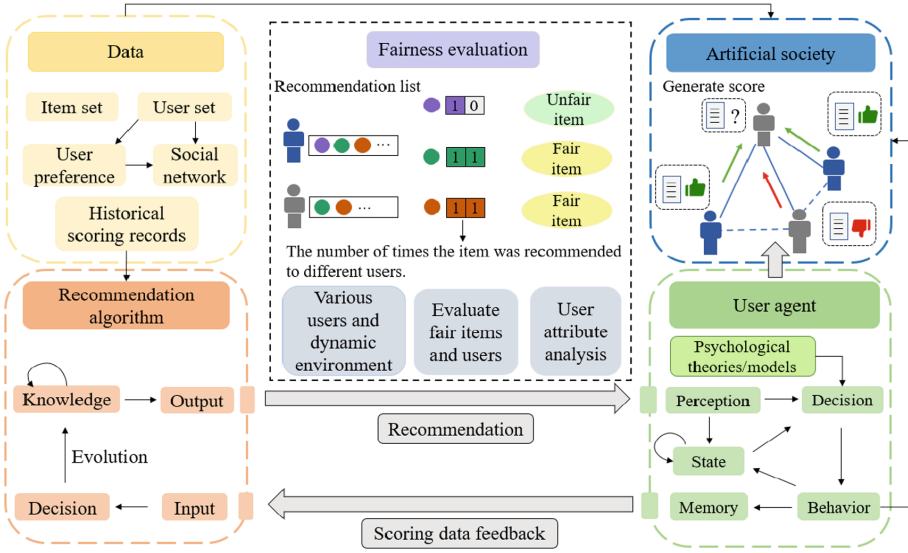 Data
Item set
User set
User
preference
Social
network
Historical
scoring records
Fairness evaluation
Recommendation list
1 0
Unfair
item
...
1 1
Fair
item
...
1 1
Fair
item
The number of times the item was recommended
to different users.
Various
users and
dynamic
environment
Evaluate
fair items
and users
User
attribute
analysis
Artificial society
Generate score
?
Recommendation
algorithm
Knowledge
Output
Evolution
Decision
Input
Recommendation
Scoring data feedback
User agent
Psychological
theories/models
Perception
Decision
State
Memory
Behavior